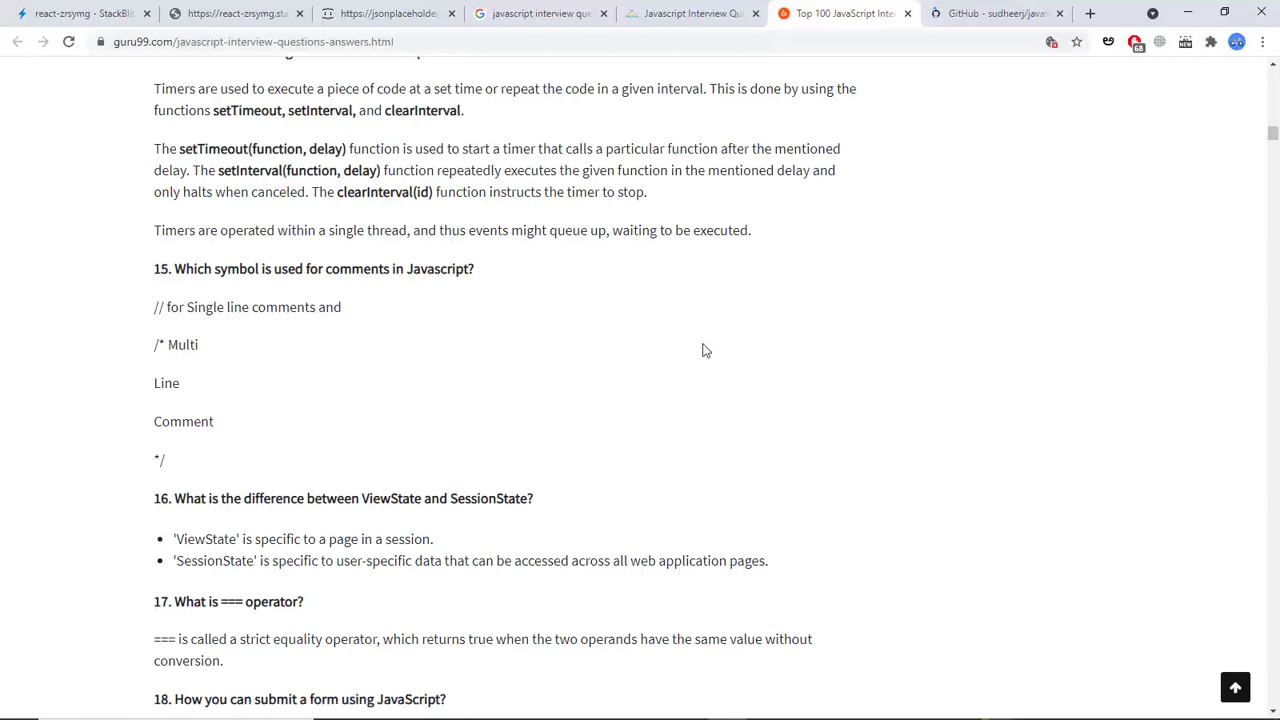 react-zrsymg - StackBl
https://react-zrsymg.sta
https://jsonplaceholder
javascript interview que
Javascript Interview Qu
Top 100 JavaScript Inte
GitHub - sudheerj/javas
guru99.com/javascript-interview-questions-answers.html
68
NEW
Timers are used to execute a piece of code at a set time or repeat the code in a given interval. This is done by using the
functions setTimeout, setInterval, and clearInterval.
The setTimeout(function, delay) function is used to start a timer that calls a particular function after the mentioned
delay. The setInterval(function, delay) function repeatedly executes the given function in the mentioned delay and
only halts when canceled. The clearInterval(id) function instructs the timer to stop.
Timers are operated within a single thread, and thus events might queue up, waiting to be executed.
15. Which symbol is used for comments in Javascript?
// for Single line comments and
/* Multi
Line
Comment
*/
16. What is the difference between ViewState and SessionState?
• 'ViewState' is specific to a page in a session.
• 'SessionState' is specific to user-specific data that can be accessed across all web application pages.
17. What is === operator?
=== is called a strict equality operator, which returns true when the two operands have the same value without
conversion.
18. How you can submit a form using JavaScript?